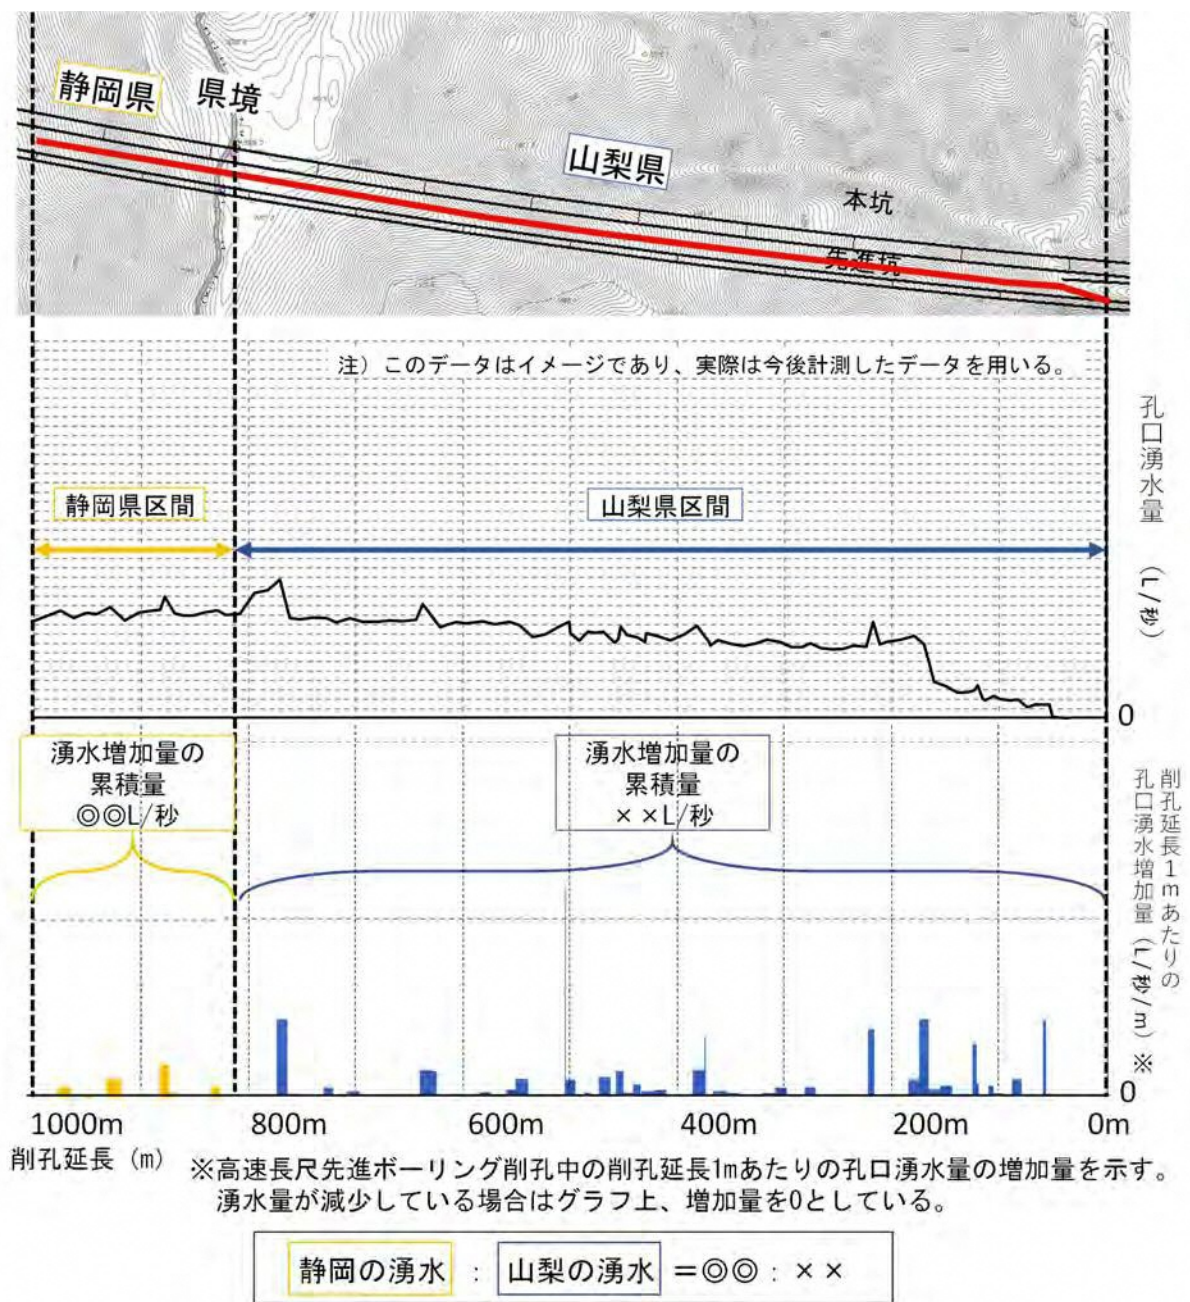 静岡県
県境
山梨県
本坑
先進坑
注）このデータはイメージであり、実際は今後計測したデータを用いる。
孔口湧水量（L/秒）
静岡県区間
山梨県区間
0
湧水増加量の
累積量
◎◎L/秒
湧水増加量の
累積量
××L/秒
削孔延長1mあたりの
孔口湧水増加量（L/秒/m）※
0
1000m
800m
600m
400m
200m
0m
削孔延長（m）
※高速長尺先進ボーリング削孔中の削孔延長1mあたりの孔口湧水量の増加量を示す。
湧水量が減少している場合はグラフ上、増加量を0としている。
静岡の湧水 : 山梨の湧水 =◎◎：××